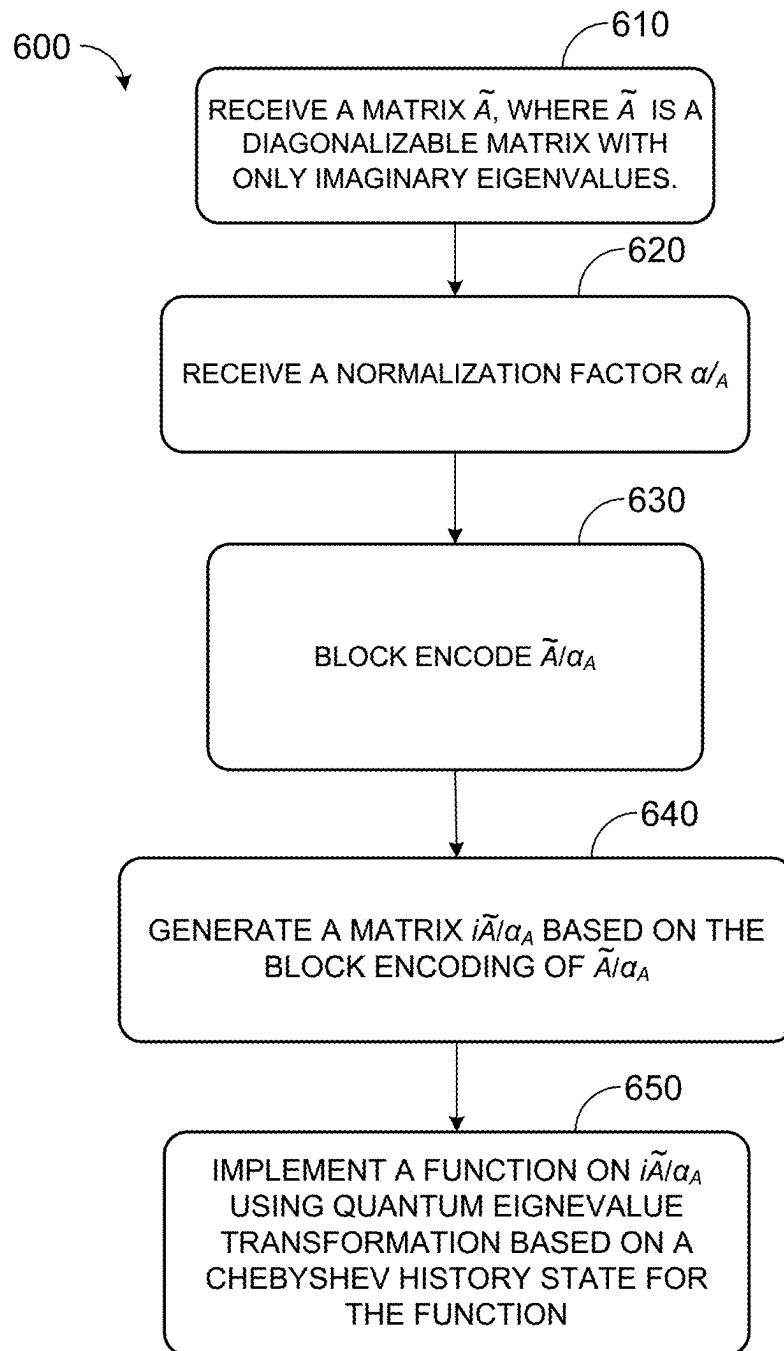 600
610
RECEIVE A MATRIX Ã, WHERE Ã IS A
DIAGONALIZABLE MATRIX WITH
ONLY IMAGINARY EIGENVALUES.
620
RECEIVE A NORMALIZATION FACTOR α/A
630
BLOCK ENCODE Ã/αA
640
GENERATE A MATRIX iÃ/αA BASED ON THE
BLOCK ENCODING OF Ã/αA
650
IMPLEMENT A FUNCTION ON iÃ/αA
USING QUANTUM EIGNEVALUE
TRANSFORMATION BASED ON A
CHEBYSHEV HISTORY STATE FOR
THE FUNCTION